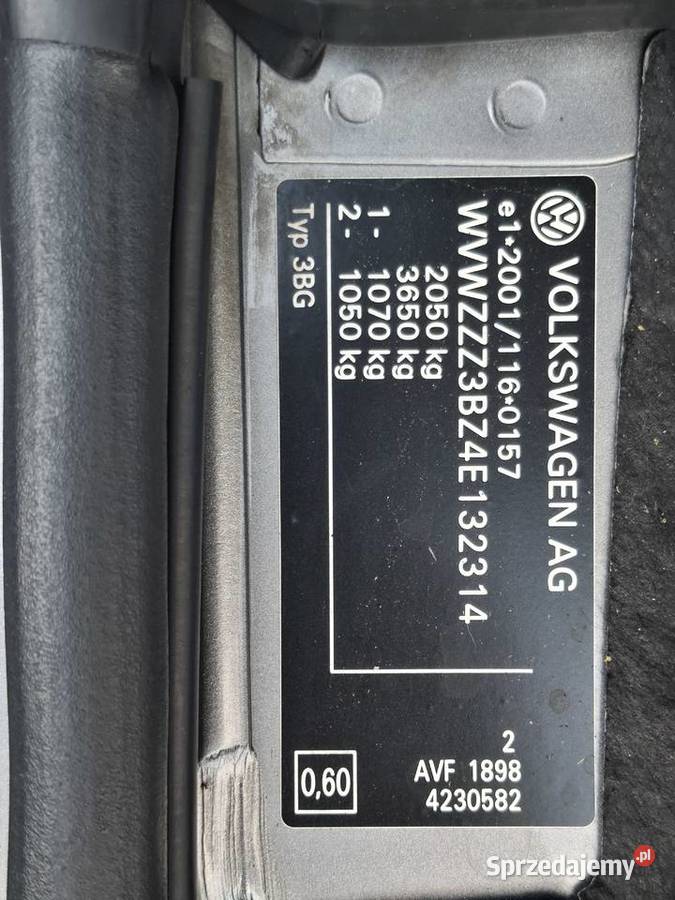 VOLKSWAGEN AG
e1*2001/116*0157
WVWZZZ3BZ4E132314
2050 kg
3650 kg
1- 1070 kg
2- 1050 kg
Typ 3BG
2
AVF 1898
4230582
0,60
Sprzedajemy.pl